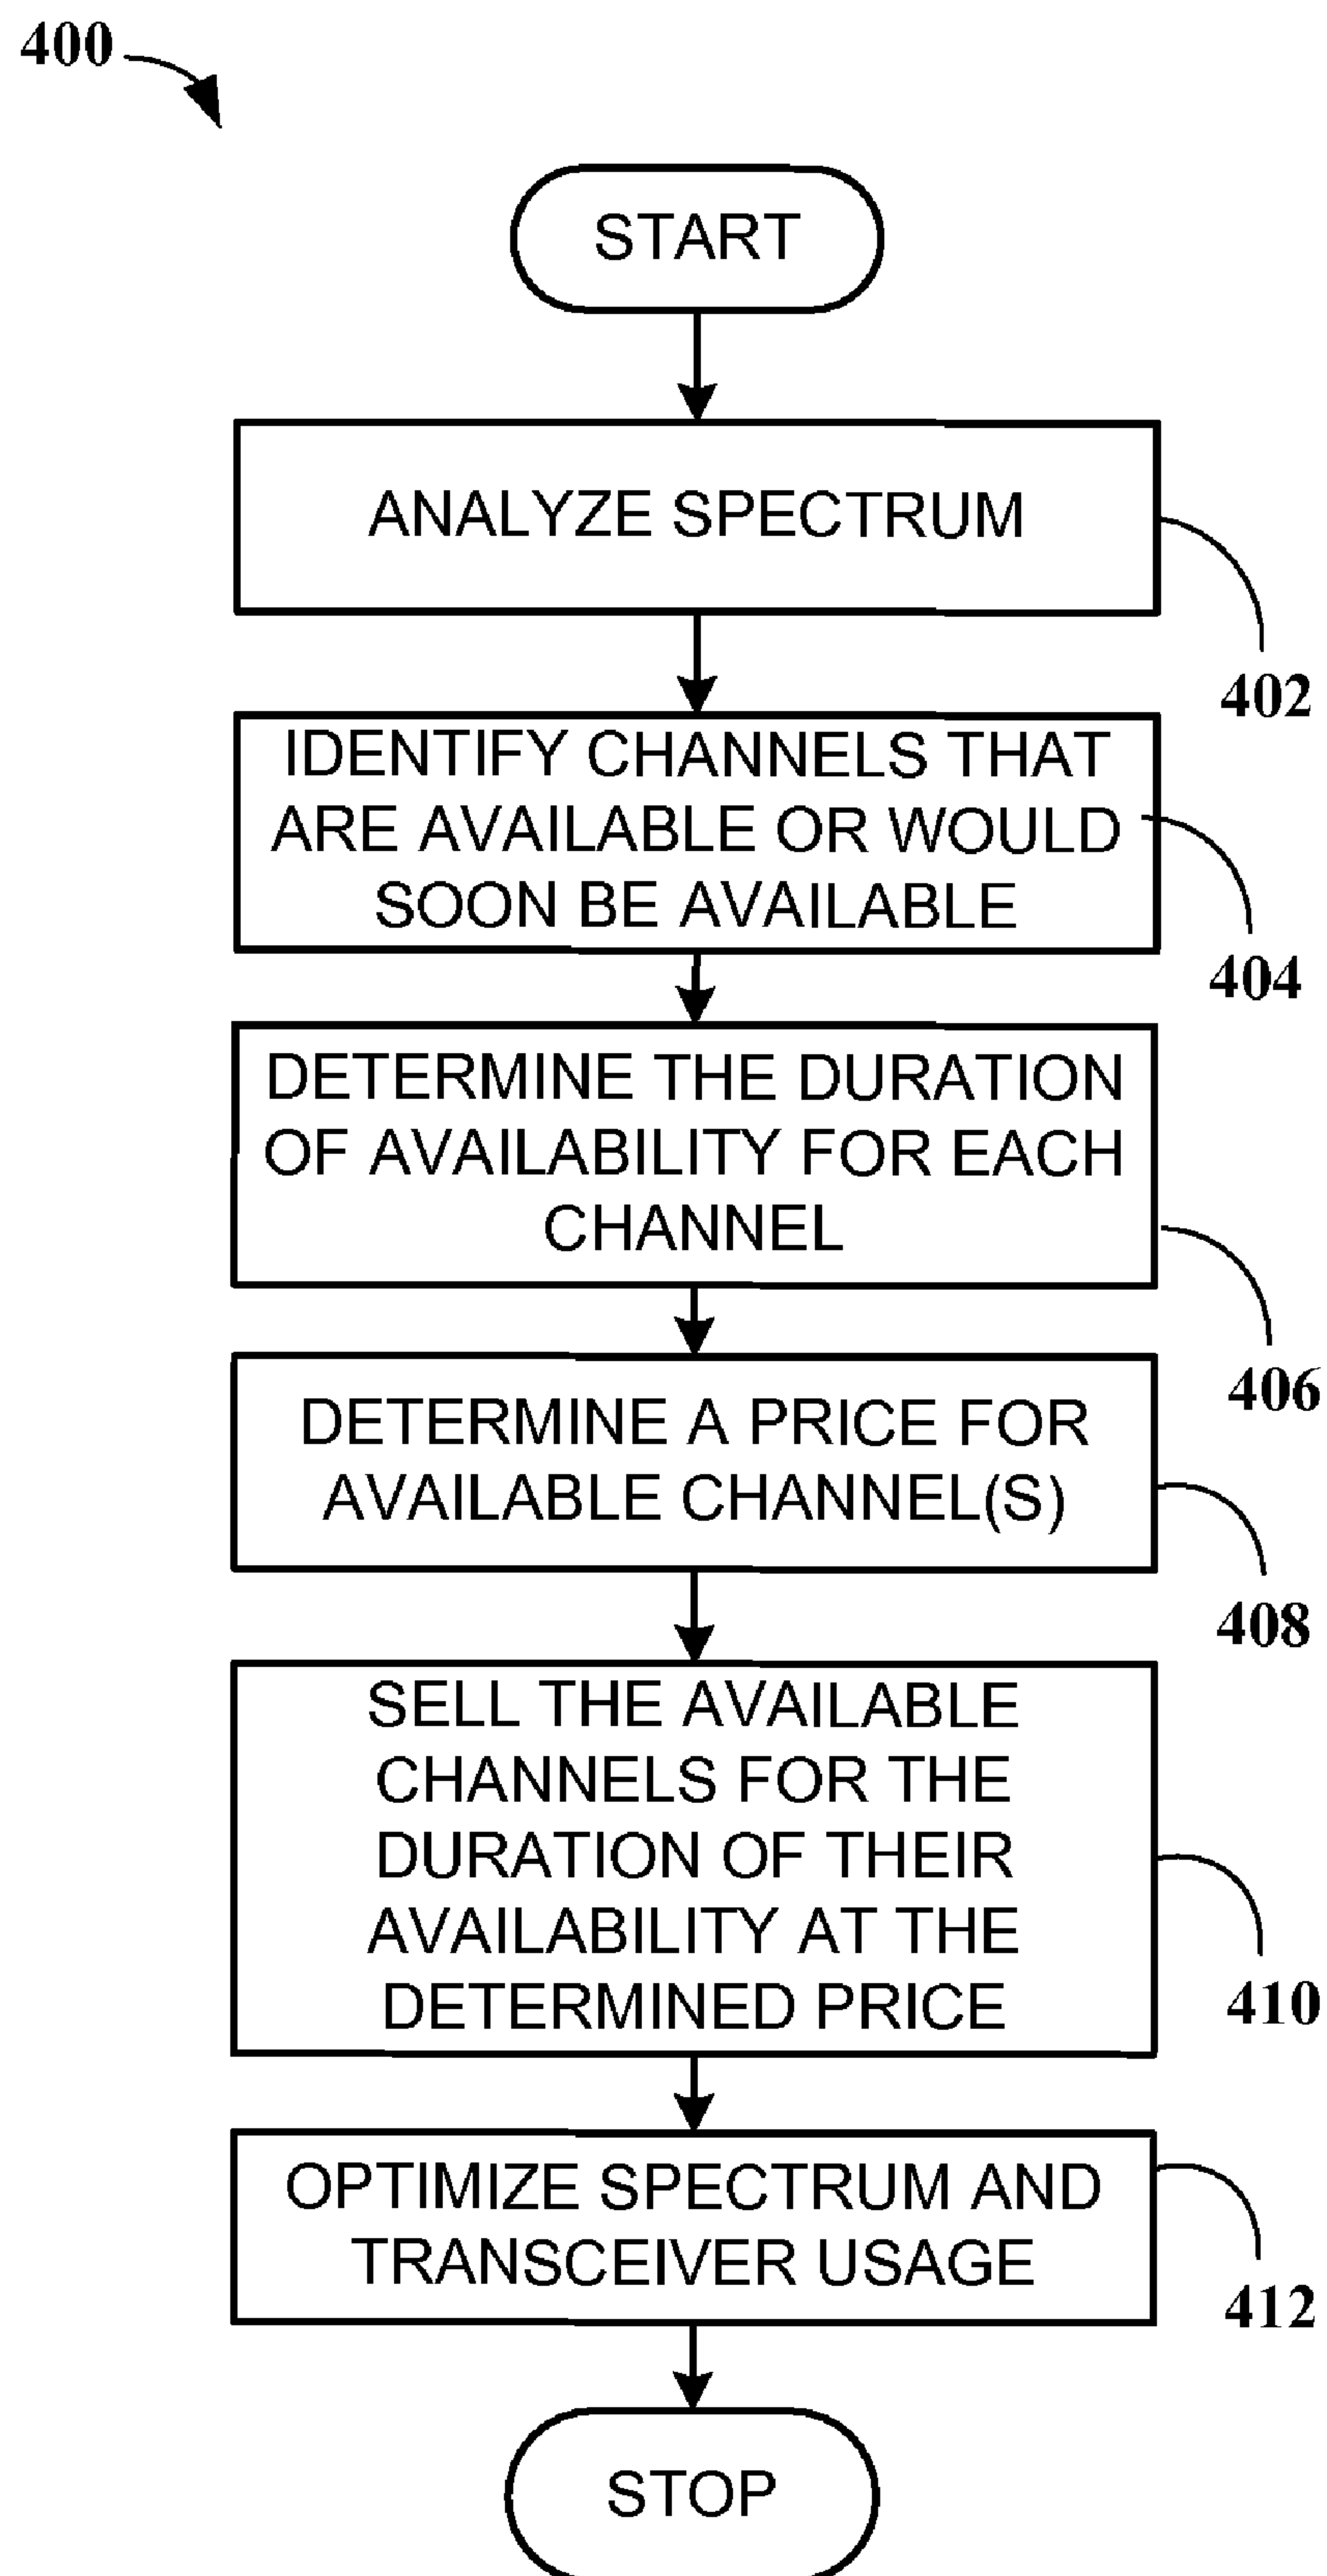 400
START
ANALYZE SPECTRUM
402
IDENTIFY CHANNELS THAT
ARE AVAILABLE OR WOULD
SOON BE AVAILABLE
404
DETERMINE THE DURATION
OF AVAILABILITY FOR EACH
CHANNEL
406
DETERMINE A PRICE FOR
AVAILABLE CHANNEL(S)
408
SELL THE AVAILABLE
CHANNELS FOR THE
DURATION OF THEIR
AVAILABILITY AT THE
DETERMINED PRICE
410
OPTIMIZE SPECTRUM AND
TRANSCEIVER USAGE
412
STOP